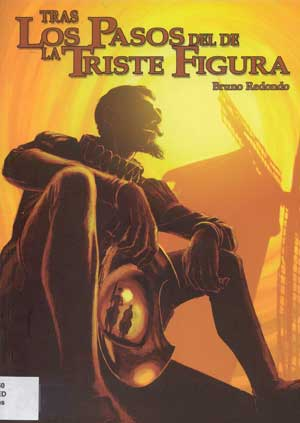 TRAS
LOS PASOS DEL DE
LA TRISTE FIGURA
Bruno Redondo